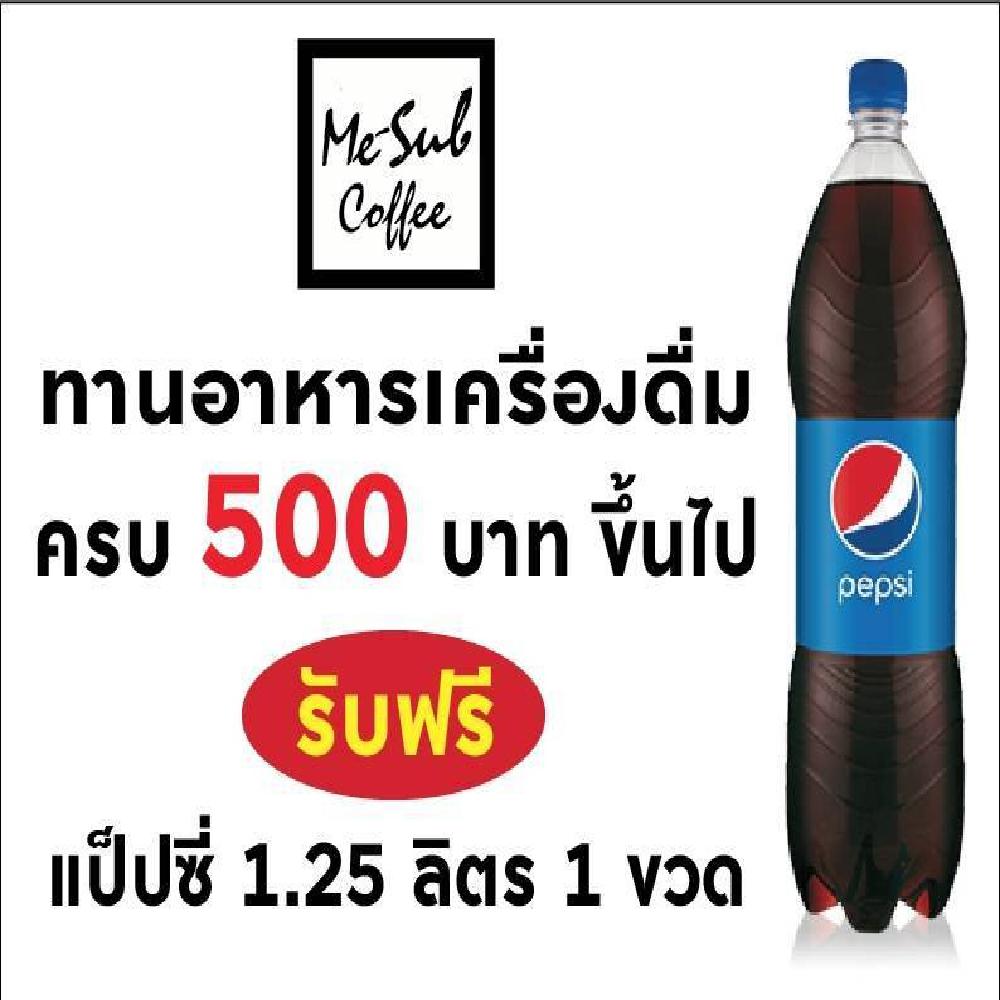 Me-Sub
Coffee
ทานอาหารเครื่องดื่ม
ครบ 500 บาท ขึ้นไป
รับฟรี
แป็ปซี่ 1.25 ลิตร 1 ขวด
pepsi